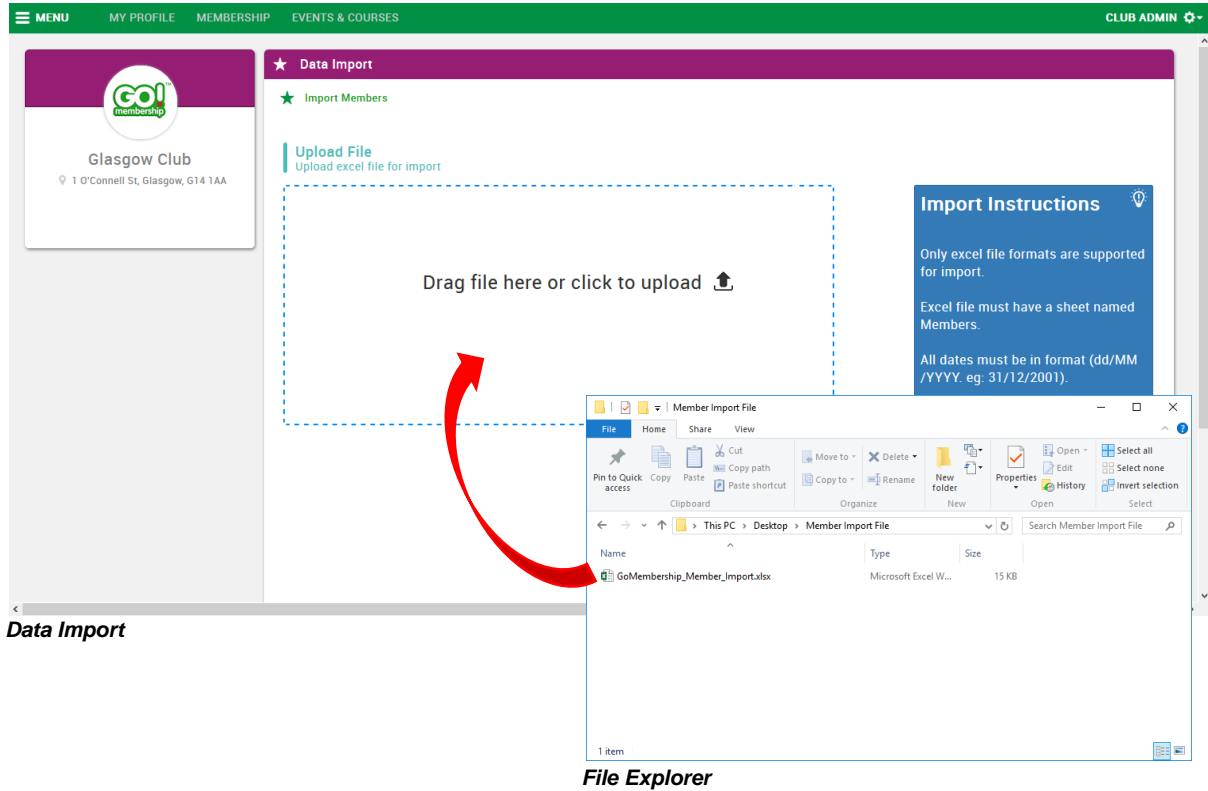 MENU MY PROFILE MEMBERSHIP EVENTS & COURSES CLUB ADMIN
GO!™
membership
Glasgow Club
1 O'Connell St, Glasgow, G14 1AA
Data Import
Import Members
Upload File
Upload excel file for import
Drag file here or click to upload
Import Instructions
Only excel file formats are supported
for import.
Excel file must have a sheet named
Members.
All dates must be in format (dd/MM
/YYYY. eg: 31/12/2001).
Member Import File
File Home Share View
Pin to Quick
access
Copy
Paste
Cut
Copy path
Paste shortcut
Clipboard
Move to
Copy to
Delete
Rename
Organize
New
folder
New
Properties
Open
Edit
History
Open
Select all
Select none
Invert selection
Select
This PC > Desktop > Member Import File
Search Member Import File
Name Type Size
GoMembership_Member_Import.xlsx Microsoft Excel W... 15 KB
1 item
Data Import
File Explorer